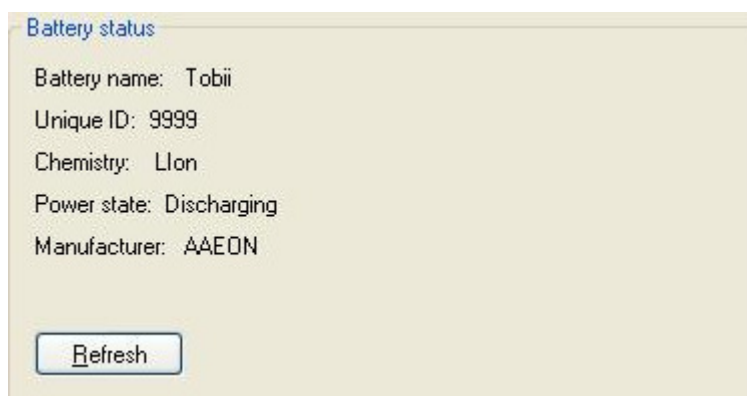 Battery status
Battery name: Tobii
Unique ID: 9999
Chemistry: LIon
Power state: Discharging
Manufacturer: AAEON
Refresh